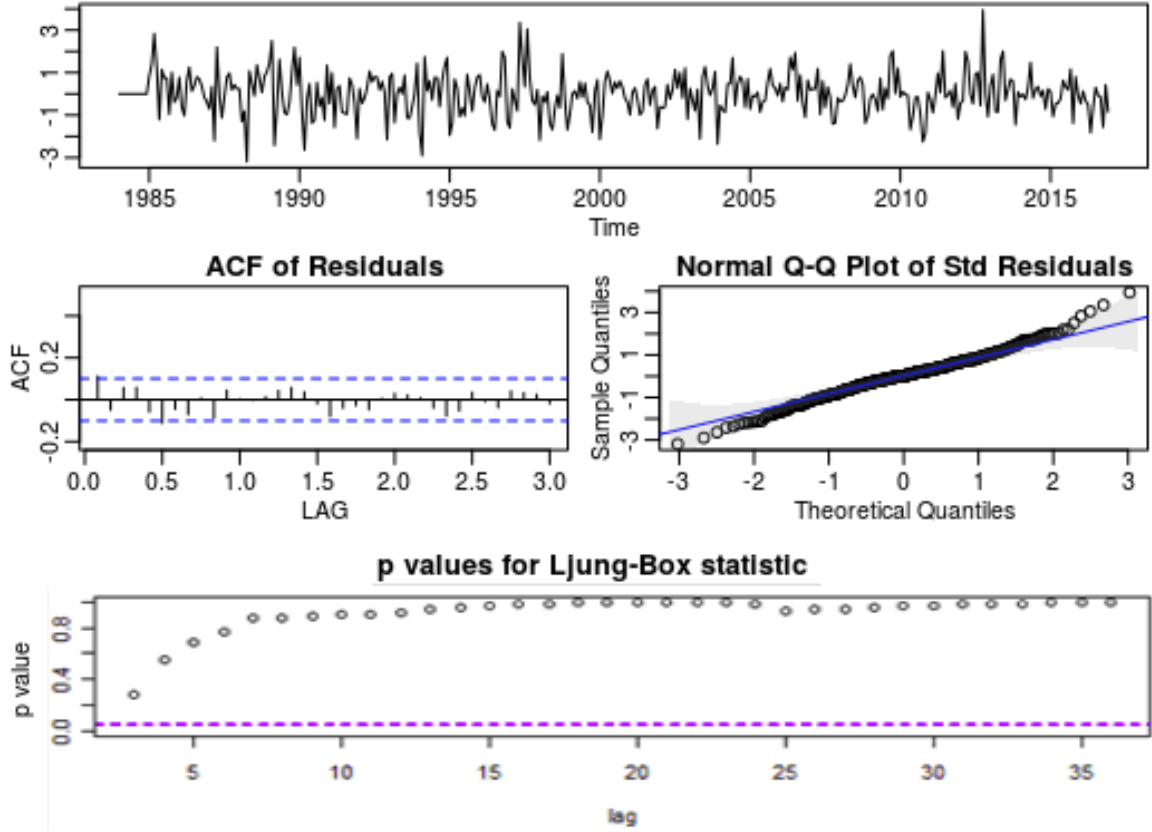 3
1
-1
-3
1985 1990 1995 2000 2005 2010 2015
Time
ACF of Residuals
ACF
0.2
-0.2
0.0 0.5 1.0 1.5 2.0 2.5 3.0
LAG
Normal Q-Q Plot of Std Residuals
Sample Quantiles
3
1
-1
-3
-3 -2 -1 0 1 2 3
Theoretical Quantiles
p values for Ljung-Box statistic
p value
0.8
0.4
0.0
5 10 15 20 25 30 35
lag